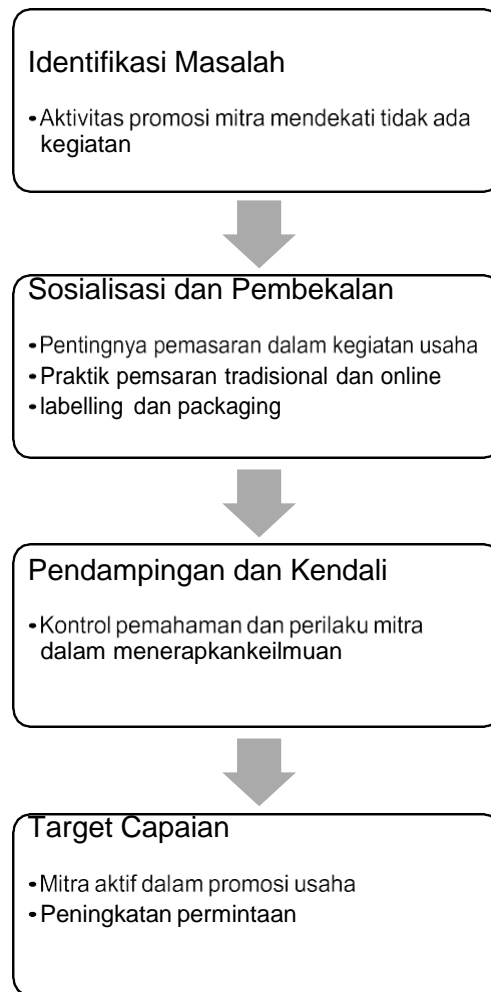 Identifikasi Masalah
•Aktivitas promosi mitra mendekati tidak ada
kegiatan
Sosialisasi dan Pembekalan
•Pentingnya pemasaran dalam kegiatan usaha
•Praktik pemsaran tradisional dan online
•labelling and packaging
Pendampingan dan Kendali
•Kontrol pemahaman dan perilaku mitra
dalam menerapkankeilmuan
Target Capaian
•Mitra aktif dalam promosi usaha
•Peningkatan permintaan